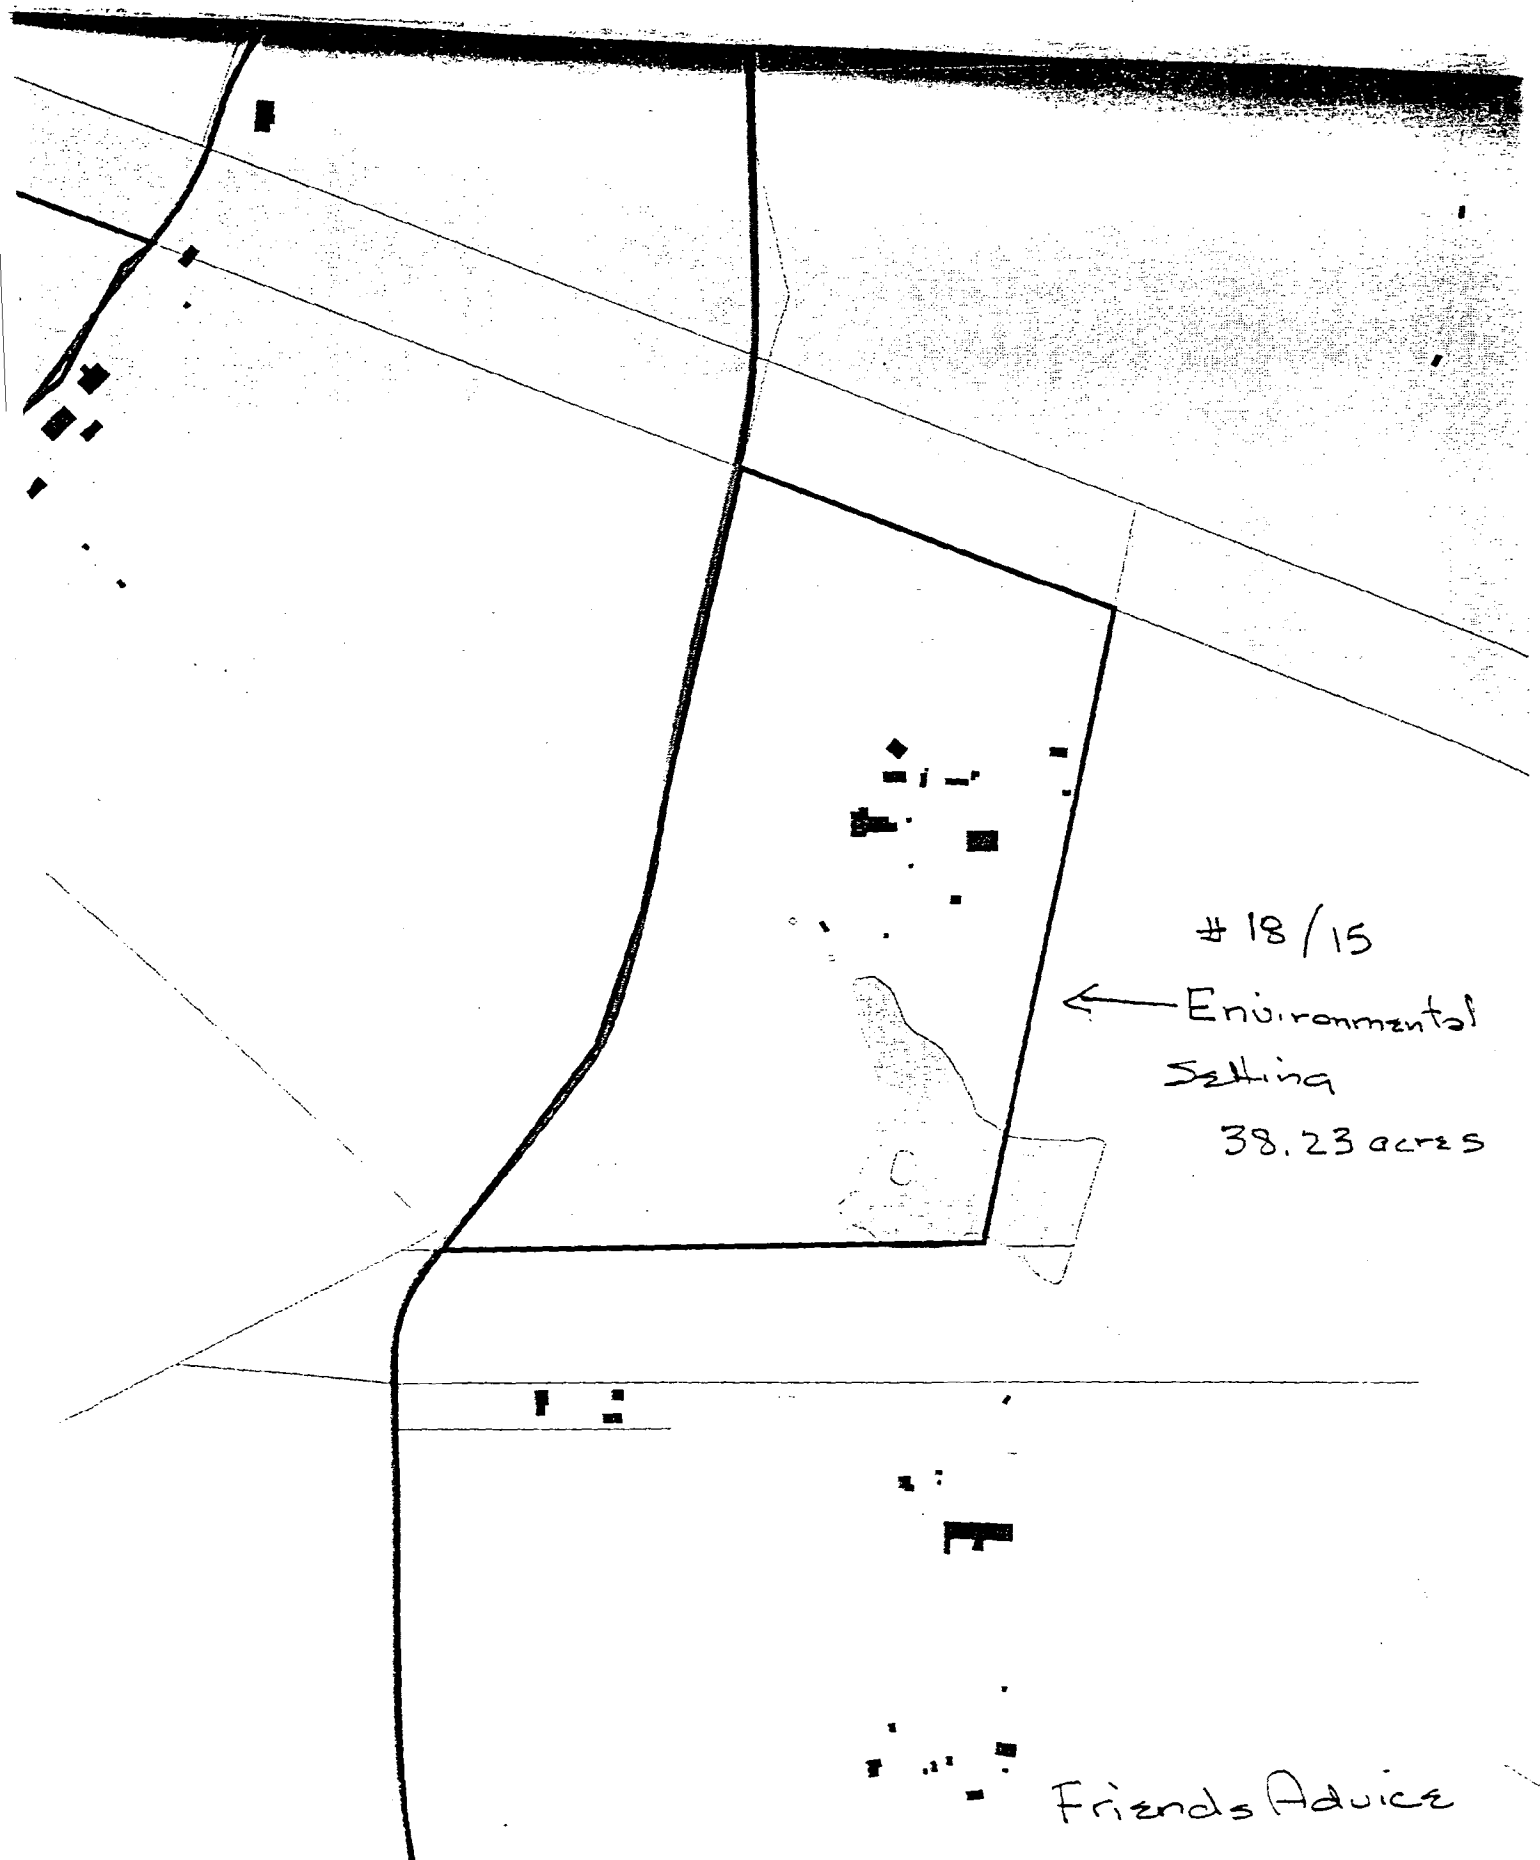 # 18/15
Environmental
Setting
38.23 acres
Friends Advice